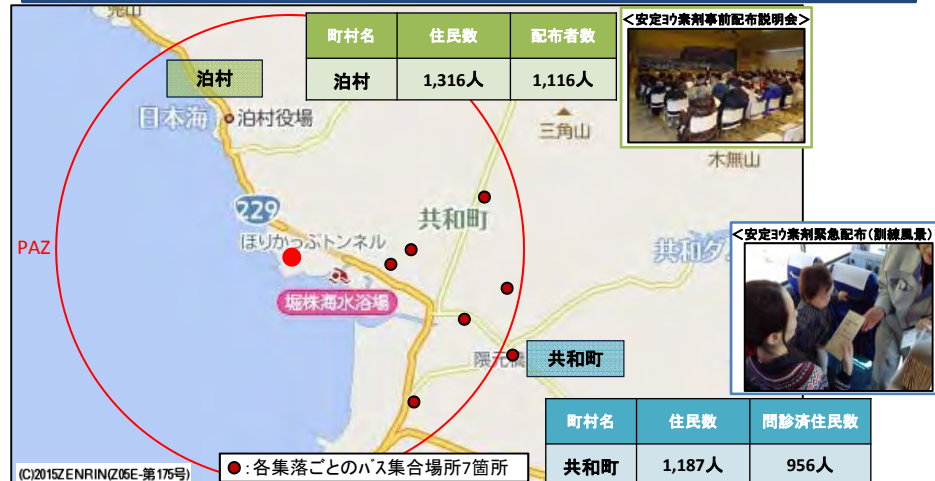 兜山
町村名 住民数 配布者数
泊村 1,316人 1,116人
<安定ヨウ素剤事前配布説明会>
泊村
日本海
泊村役場
三角山
木無山
229
共和町
PAZ
ほりかっぷトンネル
<安定ヨウ素剤緊急配布(訓練風景)
共和ダ
堀株海水浴場
隈元橋
共和町
町村名 住民数 問診済住民数
共和町 1,187人 956人
:各集落ごとのバス集合場所7箇所
(C)2015ZENRIN(Z05E-第175号)